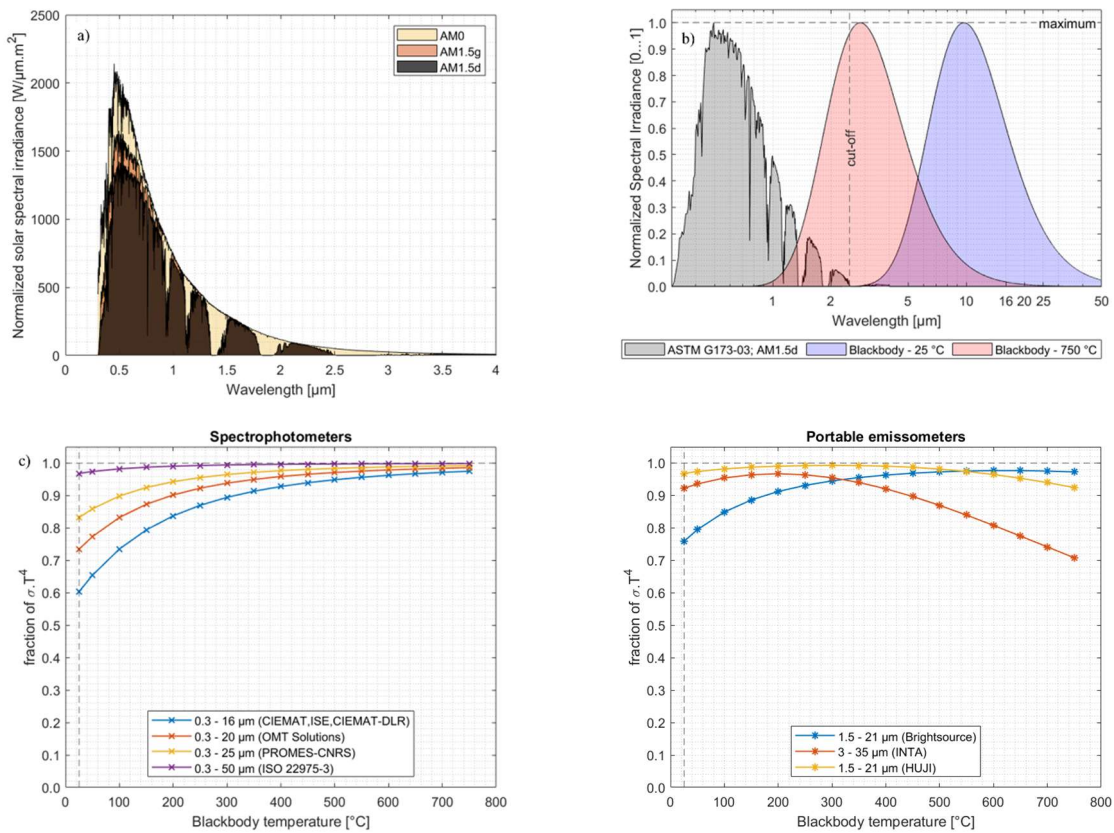 a)
AM0
AM1.5g
AM1.5d
Normalized solar spectral irradiance [W/μm.m²]
2500
2000
1500
1000
500
0
0 0.5 1 1.5 2 2.5 3 3.5 4
Wavelength [μm]
b)
maximum
cut-off
Normalized Spectral Irradiance [0...1]
1.0
0.9
0.8
0.7
0.6
0.5
0.4
0.3
0.2
0.1
0.0
1 2 5 10 16 20 25 50
Wavelength [μm]
ASTM G173-03; AM1.5d Blackbody - 25 °C Blackbody - 750 °C
Spectrophotometers
c)
fraction of σ.T⁴
1.0
0.9
0.8
0.7
0.6
0.5
0.4
0.3
0.2
0.1
0.0
0.3 - 16 μm (CIEMAT,ISE,CIEMAT-DLR)
0.3 - 20 μm (OMT Solutions)
0.3 - 25 μm (PROMES-CNRS)
0.3 - 50 μm (ISO 22975-3)
0 100 200 300 400 500 600 700 800
Blackbody temperature [°C]
Portable emissometers
fraction of σ.T⁴
1.0
0.9
0.8
0.7
0.6
0.5
0.4
0.3
0.2
0.1
0.0
1.5 - 21 μm (Brightsource)
3 - 35 μm (INTA)
1.5 - 21 μm (HUJI)
0 100 200 300 400 500 600 700 800
Blackbody temperature [°C]